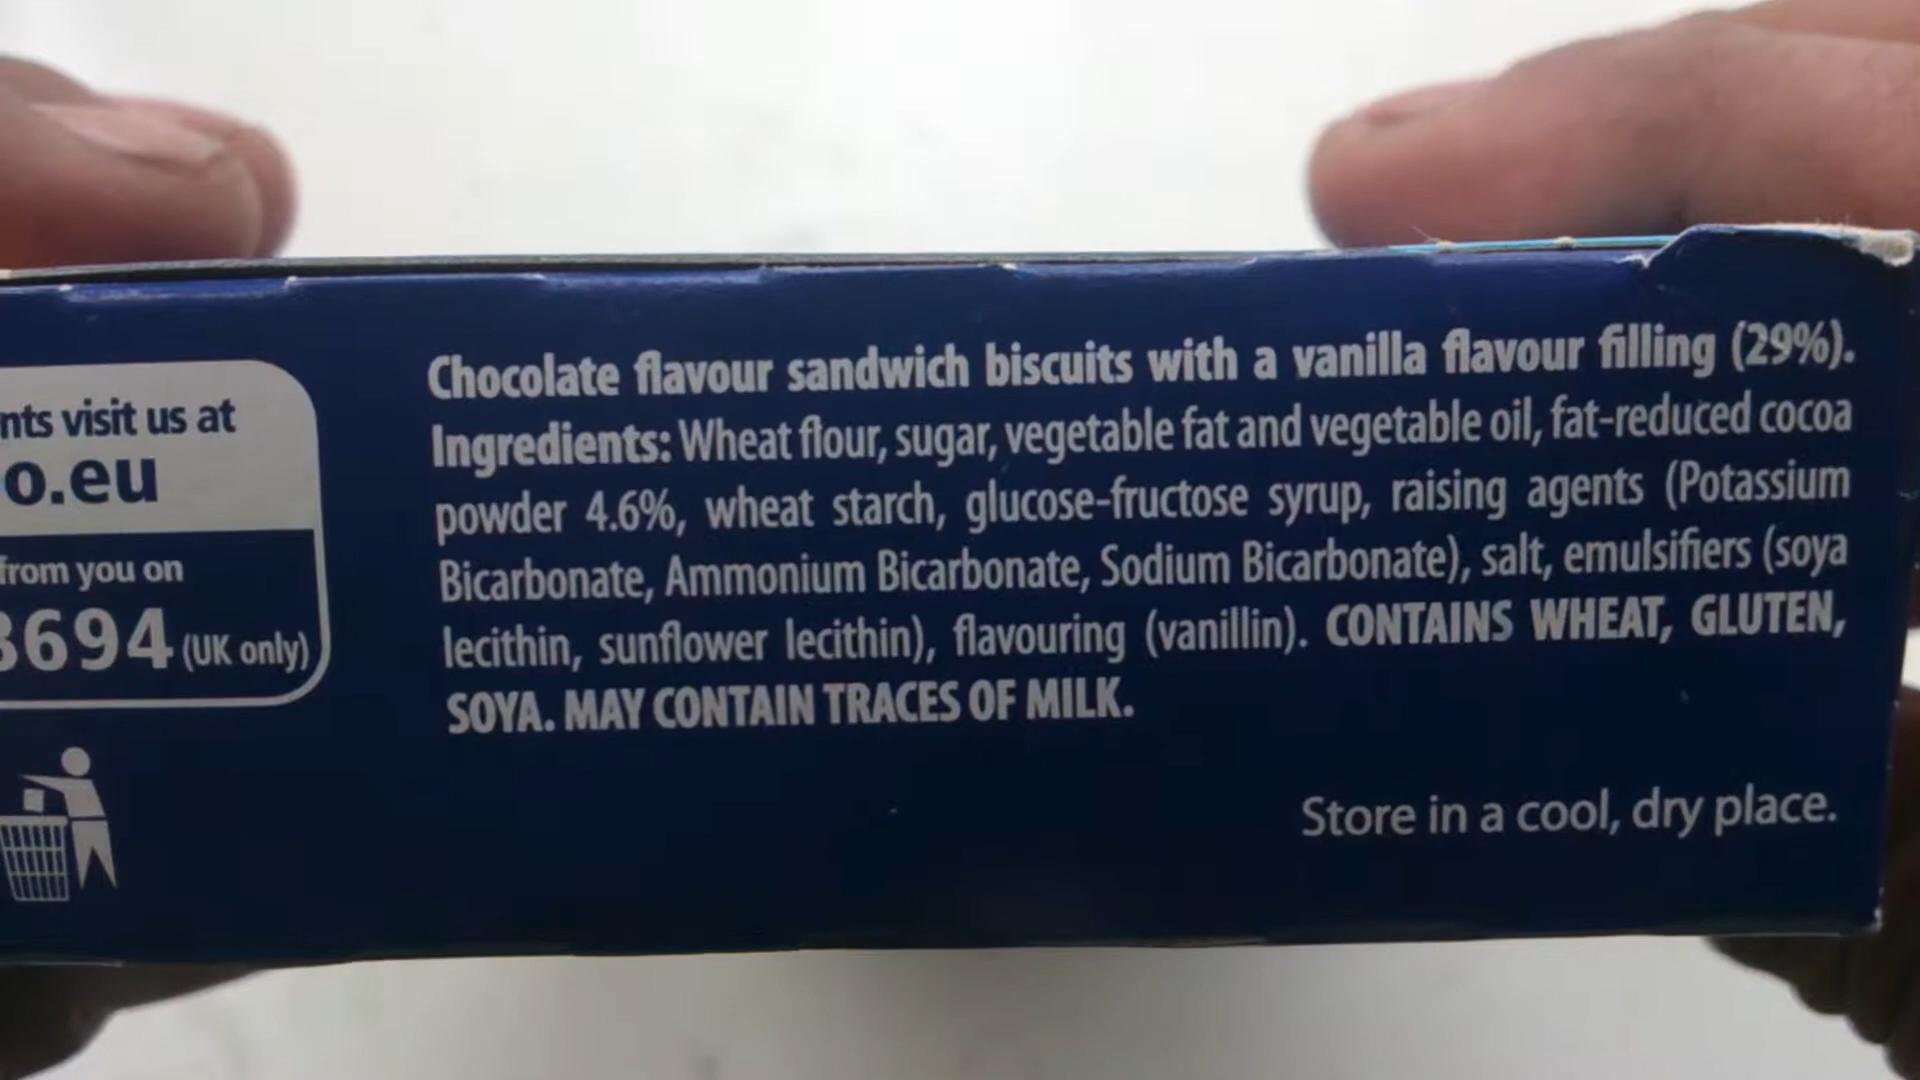 nts visit us at
o.eu
from you on
3694 (UK only)
Chocolate flavour sandwich biscuits with a vanilla flavour filling (29%).
Ingredients: Wheat flour, sugar, vegetable fat and vegetable oil, fat-reduced cocoa
powder 4.6%, wheat starch, glucose-fructose syrup, raising agents (Potassium
Bicarbonate, Ammonium Bicarbonate, Sodium Bicarbonate), salt, emulsifiers (soya
lecithin, sunflower lecithin), flavouring (vanillin). CONTAINS WHEAT, GLUTEN,
SOYA. MAY CONTAIN TRACES OF MILK.
Store in a cool, dry place.